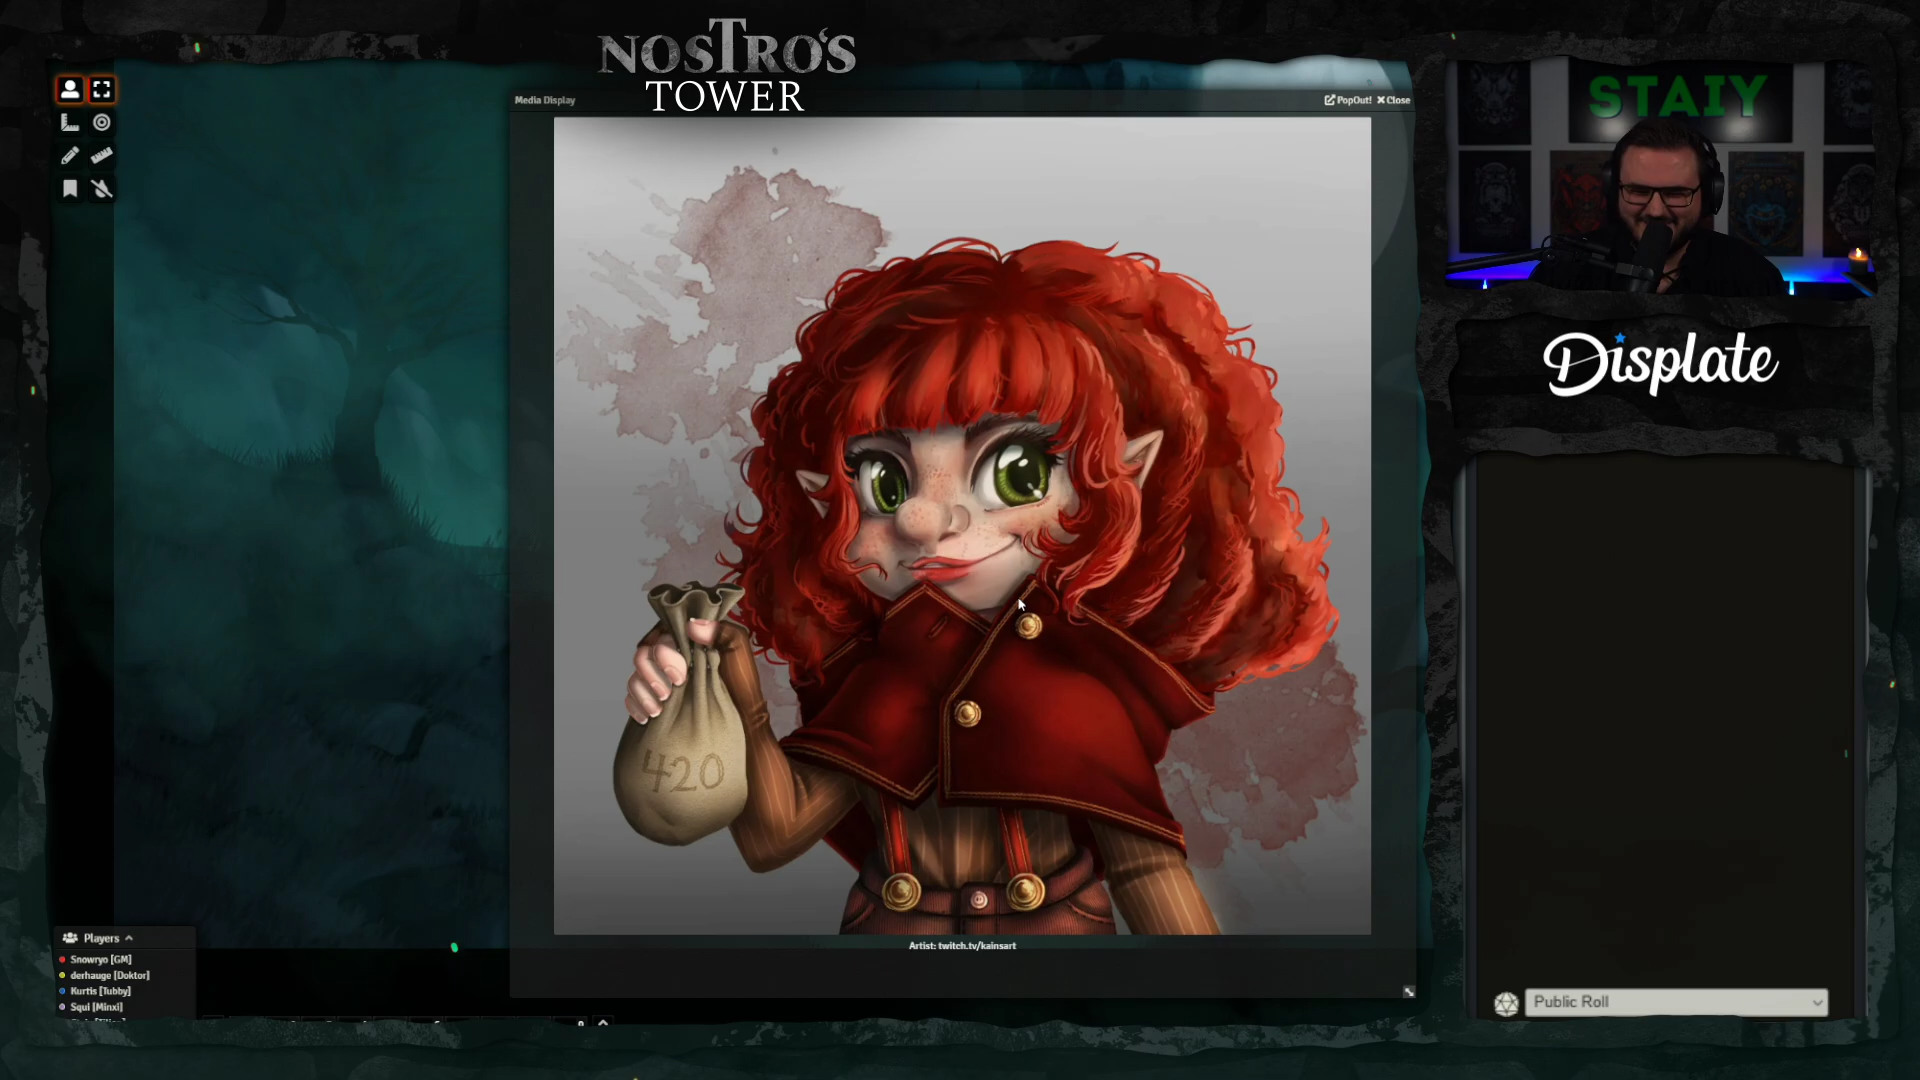 NOSTRO'S
TOWER
Media Display
PopOut! Close
STAIY
Displate
420
Artist: twitch.tv/kainsart
Players
Snowryo [GM]
derhauge [Doktor]
Kurtis [Tubby]
Squi [Minxi]
Public Roll